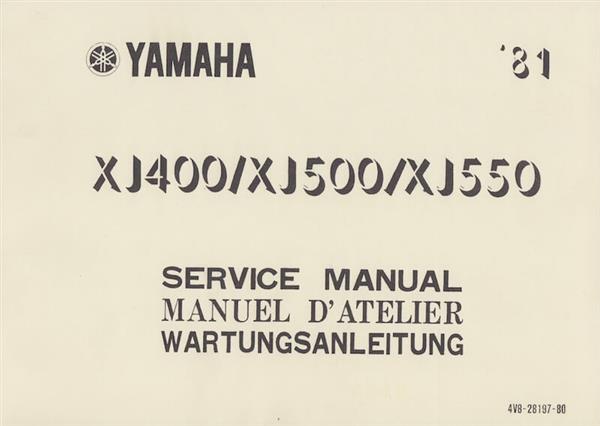 YAMAHA '81
XJ400/XJ500/XJ550
SERVICE MANUAL
MANUEL D'ATELIER
WARTUNGSANLEITUNG
4V8-28197-80